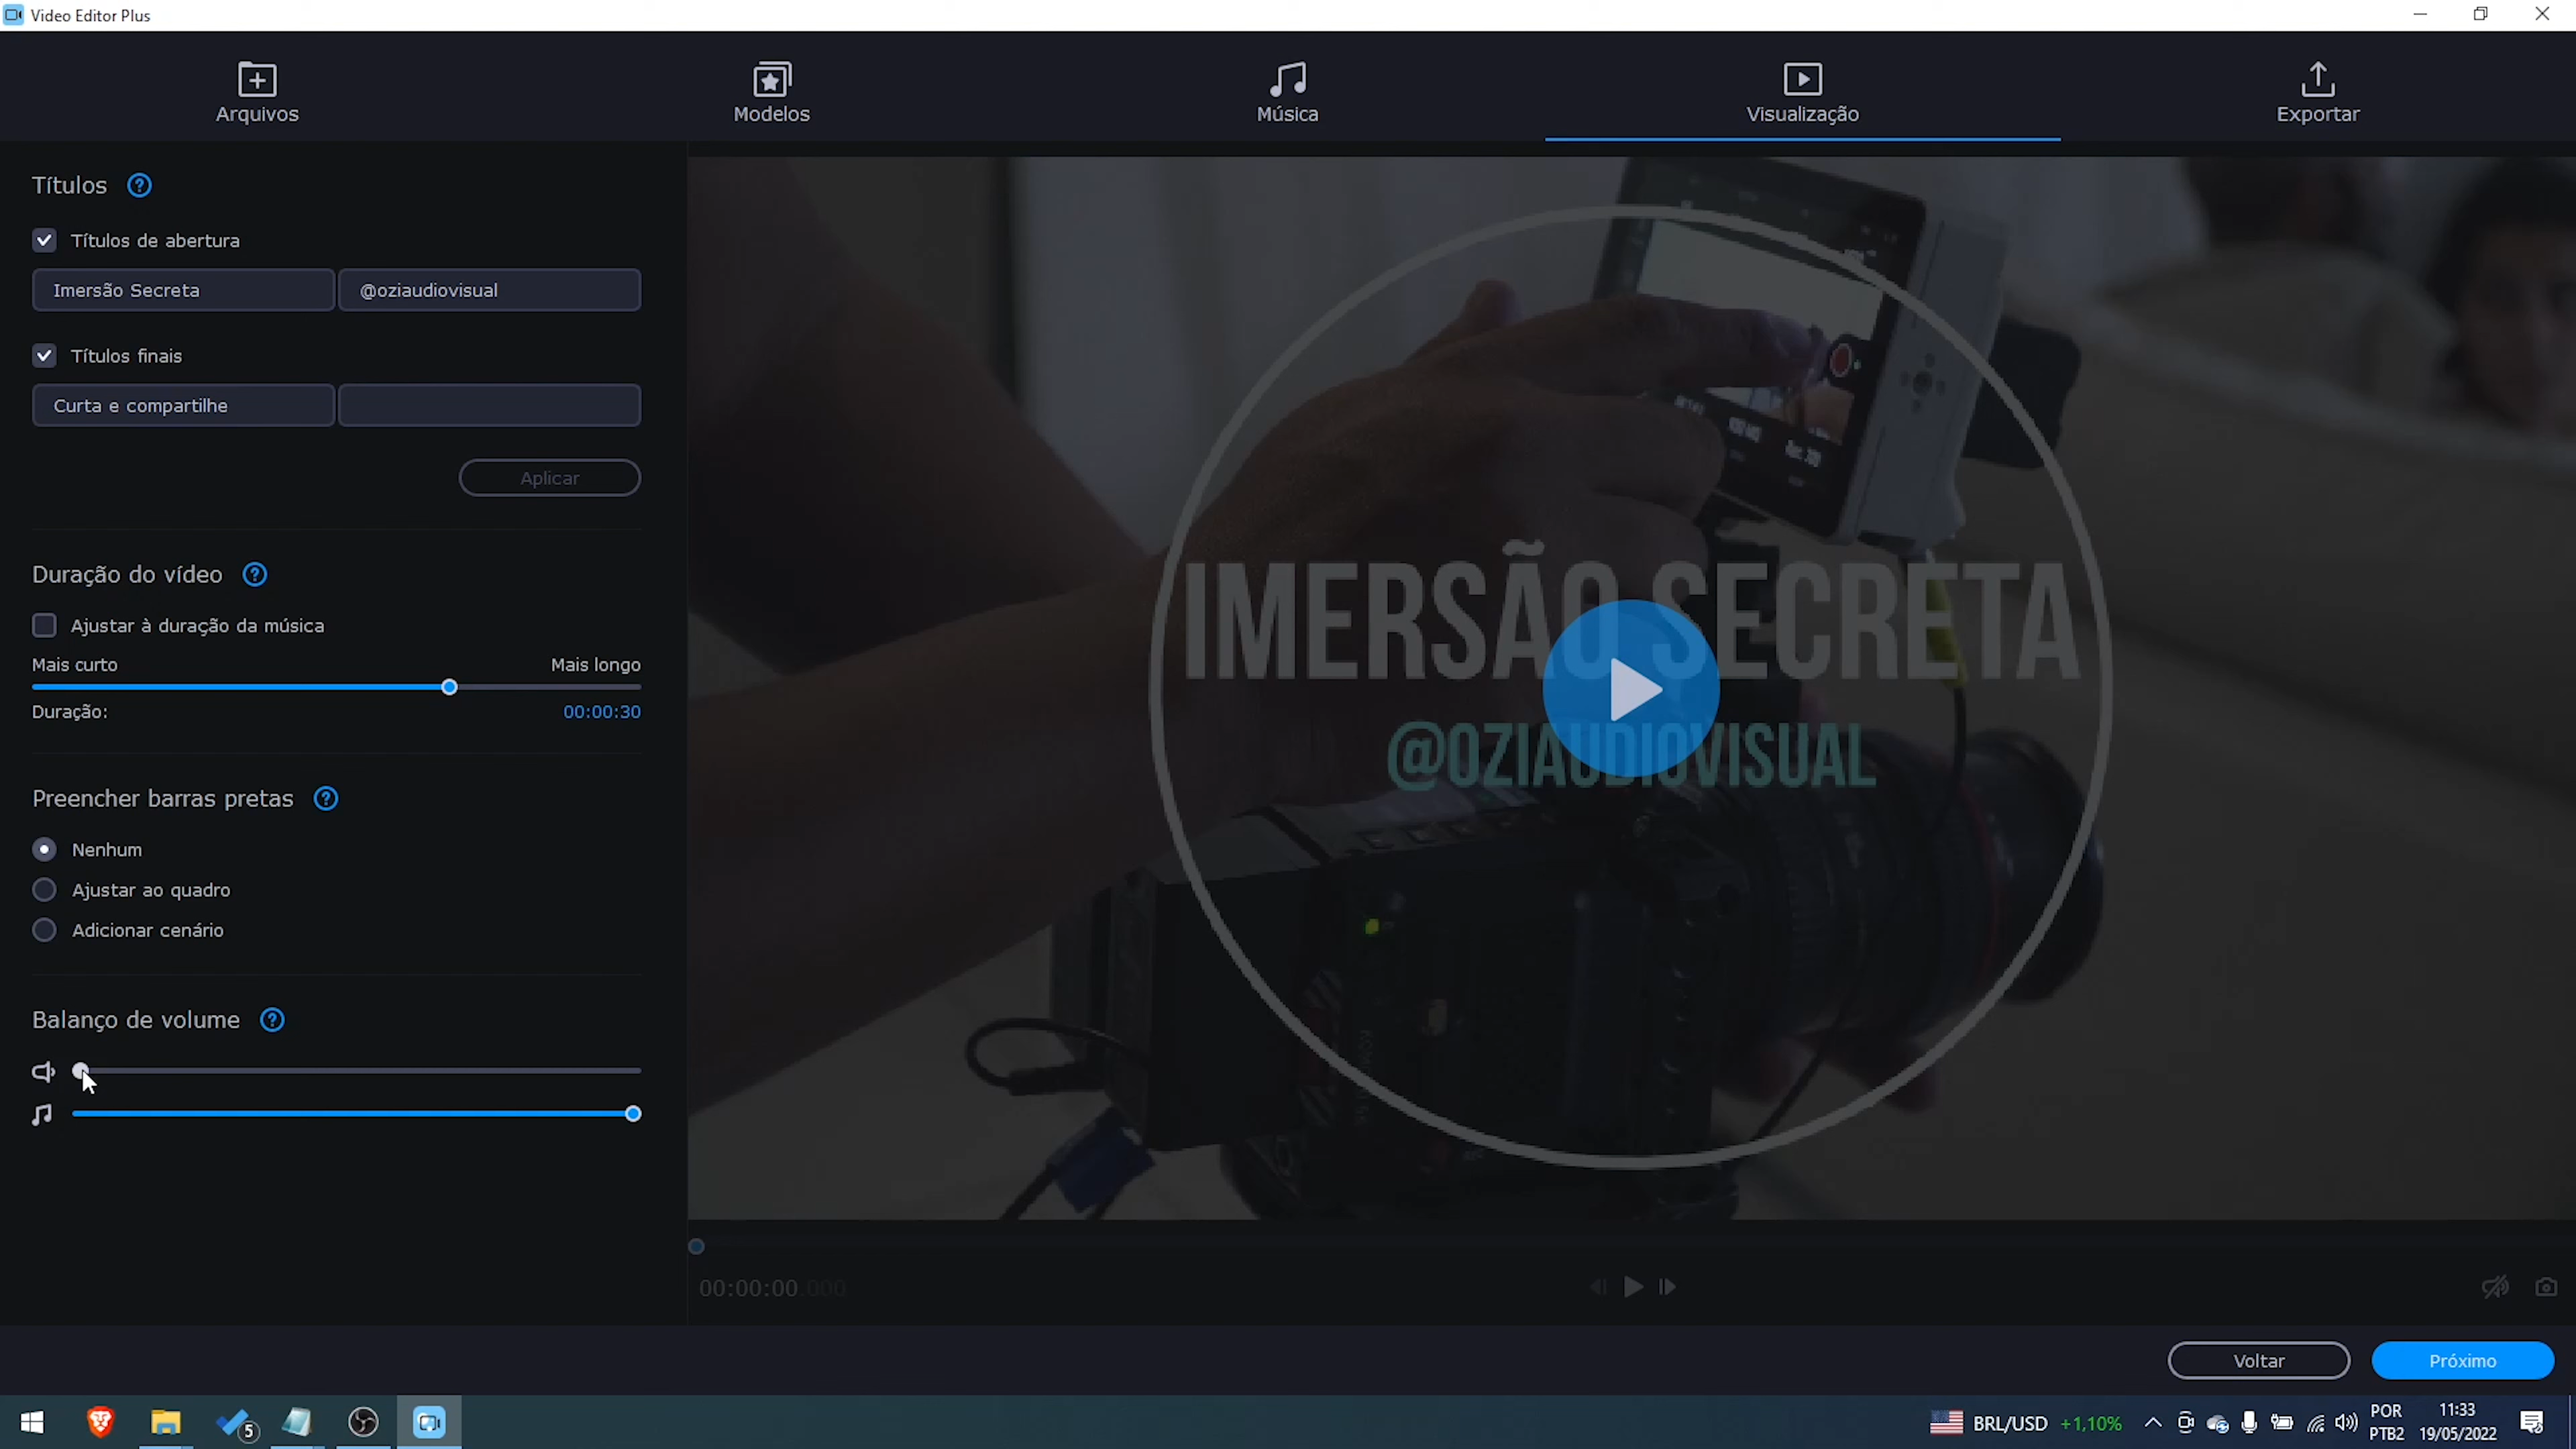 Video Editor Plus
Arquivos
Modelos
Música
Visualização
Exportar
Títulos
Títulos de abertura
Imersão Secreta
@oziaudiovisual
Títulos finais
Curta e compartilhe
Aplicar
Duração do vídeo
Ajustar à duração da música
Mais curto
Mais longo
Duração:
00:00:30
Preencher barras pretas
Nenhum
Ajustar ao quadro
Adicionar cenário
Balanço de volume
IMERSÃO SECRETA
@OZIAUDIOVISUAL
00:00:00.000
Voltar
Próximo
5
BRL/USD +1,10%
POR
PTB2
11:33
19/05/2022